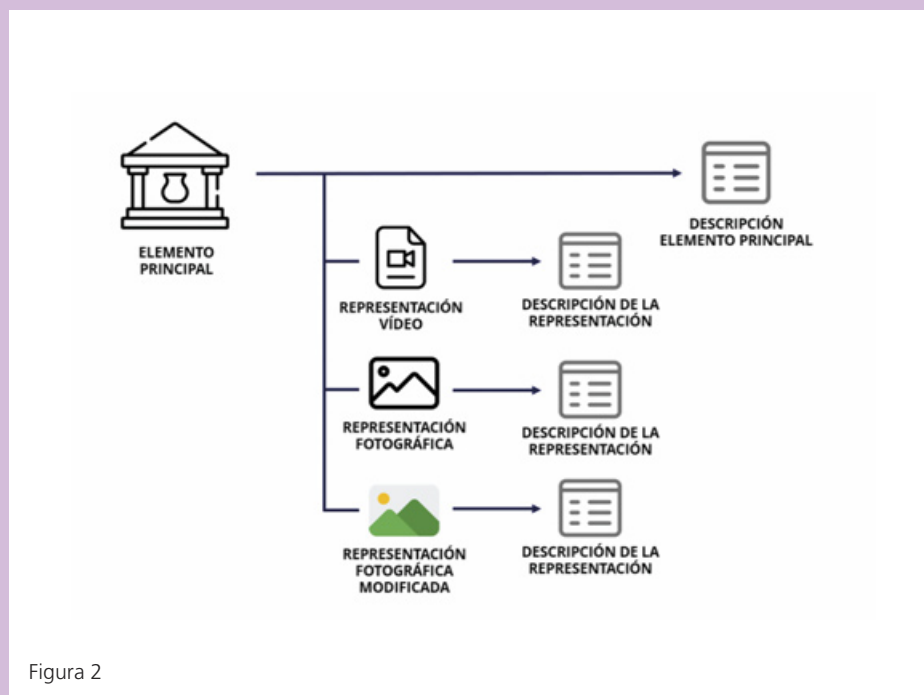 ELEMENTO
PRINCIPAL
DESCRIPCIÓN
ELEMENTO PRINCIPAL
REPRESENTACIÓN
VÍDEO
DESCRIPCIÓN DE LA
REPRESENTACIÓN
REPRESENTACIÓN
FOTOGRÁFICA
DESCRIPCIÓN DE LA
REPRESENTACIÓN
REPRESENTACIÓN
FOTOGRÁFICA
MODIFICADA
DESCRIPCIÓN DE LA
REPRESENTACIÓN
Figura 2